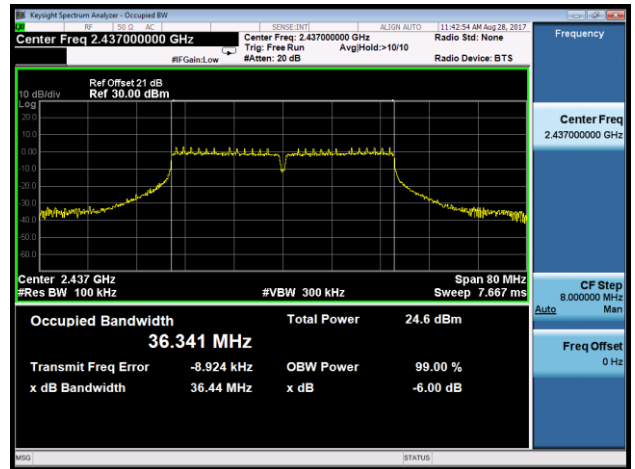 Keysight Spectrum Analyzer - Occupied BW
RF 50 Ω AC SENSE:INT ALIGN AUTO 11:42:54 AM Aug 28, 2017
Center Freq 2.437000000 GHz
Center Freq: 2.437000000 GHz Radio Std: None
Trig: Free Run Avg|Hold:>10/10
#IFGain:Low #Atten: 20 dB Radio Device: BTS
Frequency
Ref Offset 21 dB
10 dB/div Ref 30.00 dBm
Log
20.0
10.0
0.00
-10.0
-20.0
-30.0
-40.0
-50.0
-60.0
Center 2.437 GHz Span 80 MHz
#Res BW 100 kHz #VBW 300 kHz Sweep 7.667 ms
Occupied Bandwidth Total Power 24.6 dBm
36.341 MHz
Transmit Freq Error -8.924 kHz OBW Power 99.00 %
x dB Bandwidth 36.44 MHz x dB -6.00 dB
Center Freq
2.437000000 GHz
CF Step
8.000000 MHz
Auto Man
Freq Offset
0 Hz
MSG STATUS